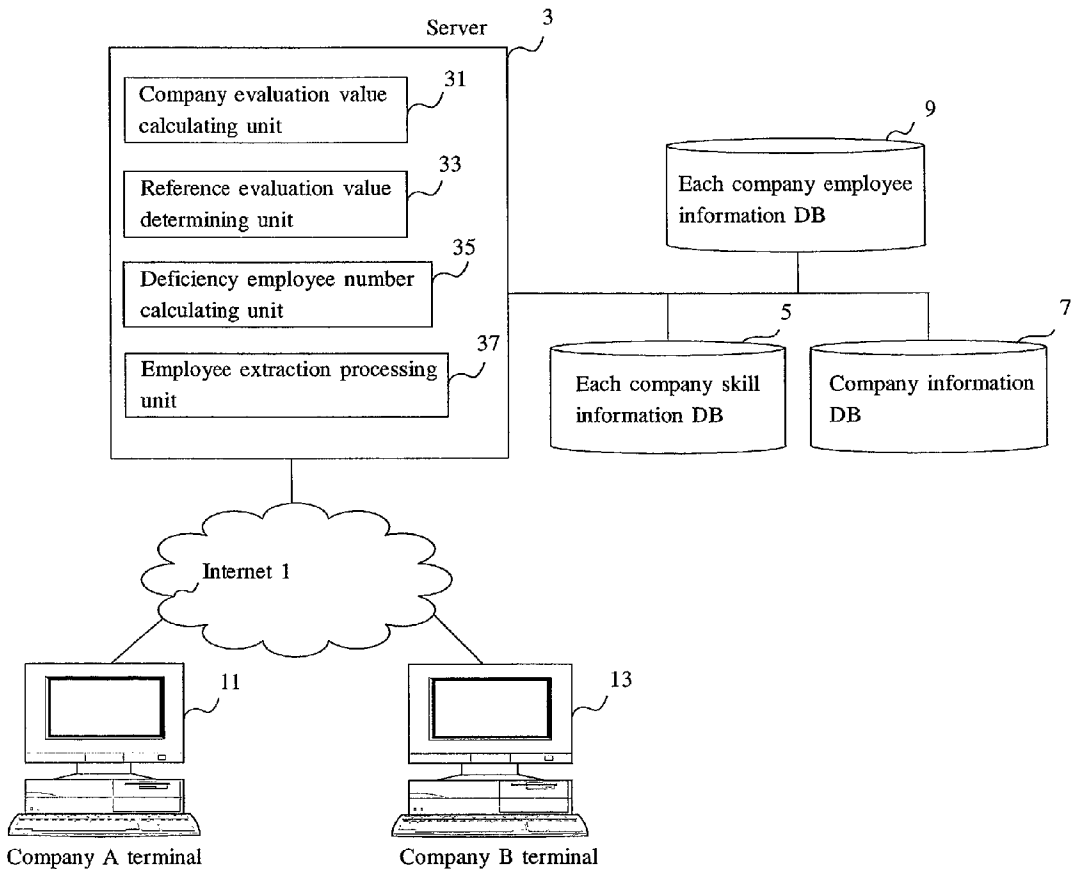 Server
3
Company evaluation value
calculating unit
31
Reference evaluation value
determining unit
33
Deficiency employee number
calculating unit
35
Employee extraction processing
unit
37
9
Each company employee
information DB
5
Each company skill
information DB
7
Company information
DB
Internet 1
11
Company A terminal
13
Company B terminal